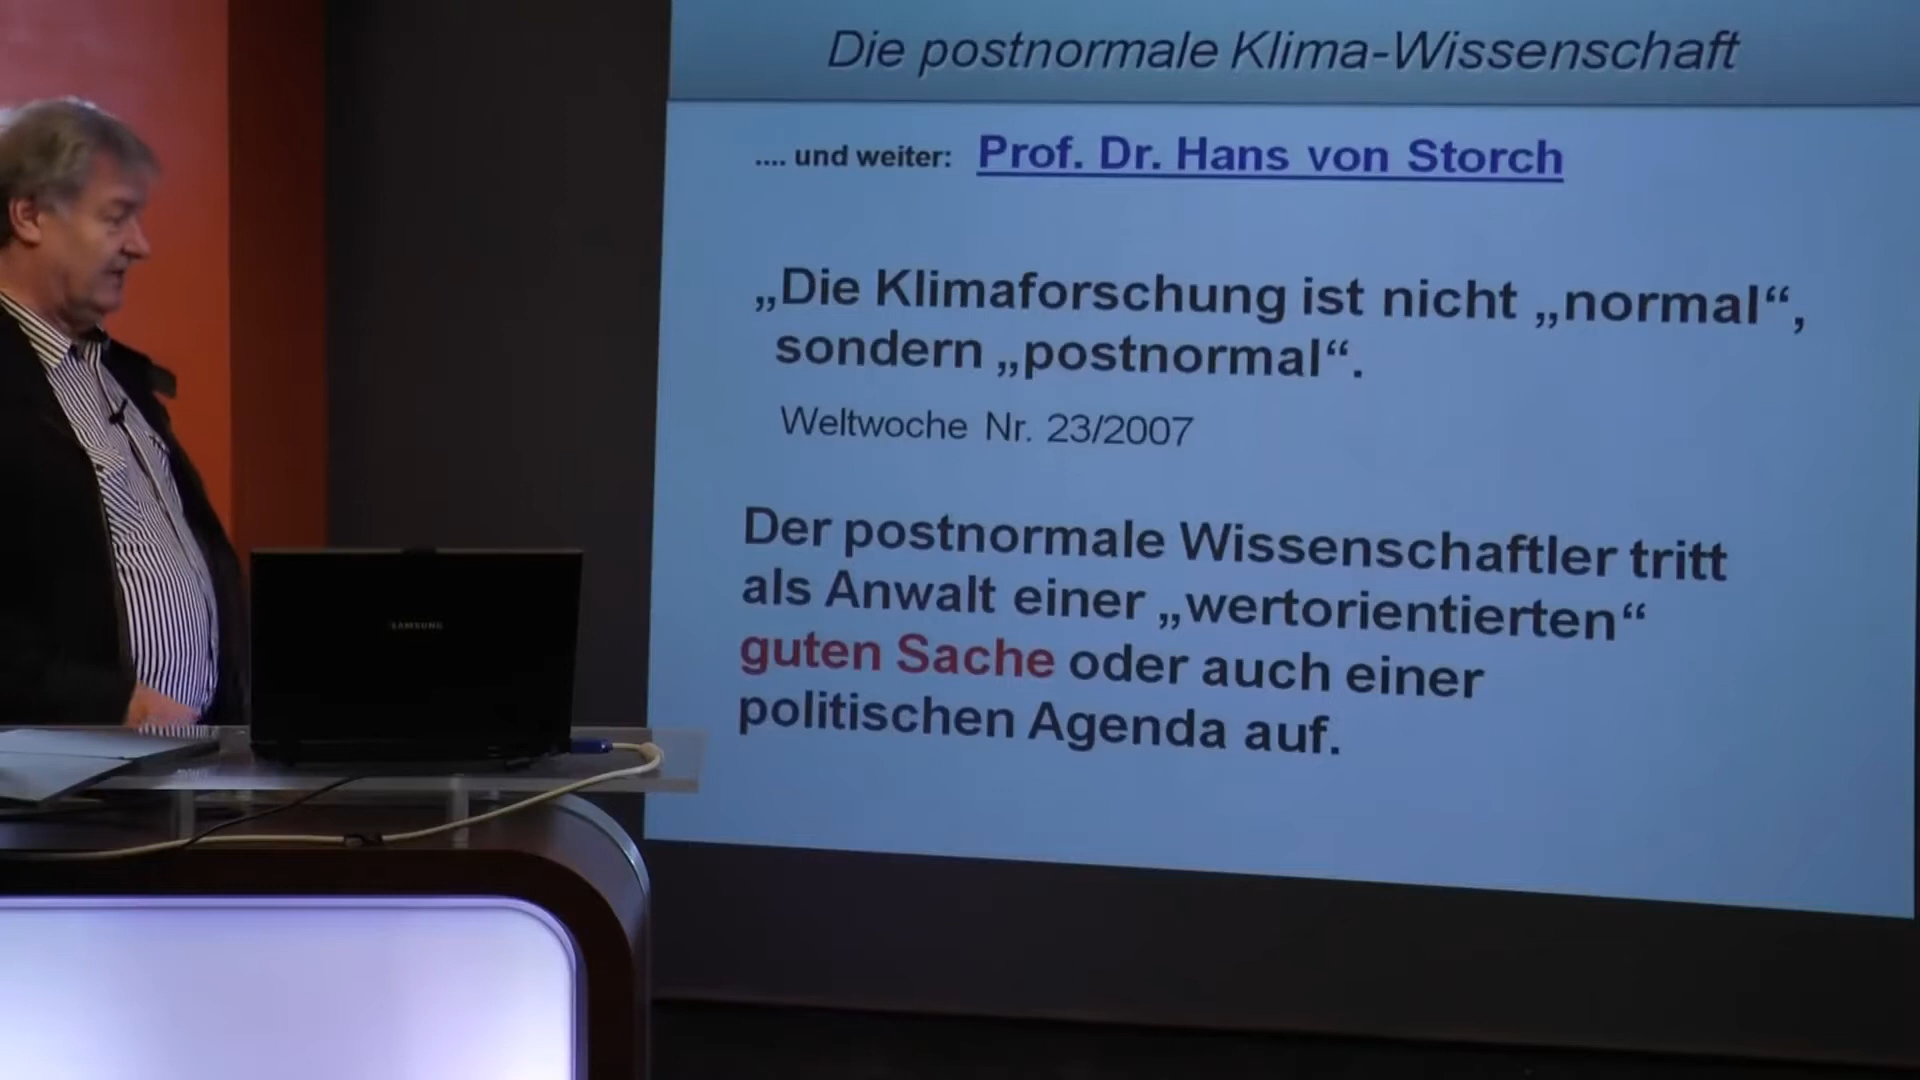 Die postnormale Klima-Wissenschaft
.... und weiter: Prof. Dr. Hans von Storch
„Die Klimaforschung ist nicht „normal“,
sondern „postnormal“.
Weltwoche Nr. 23/2007
Der postnormale Wissenschaftler tritt
als Anwalt einer „wertorientierten“
guten Sache oder auch einer
politischen Agenda auf.
SAMSUNG